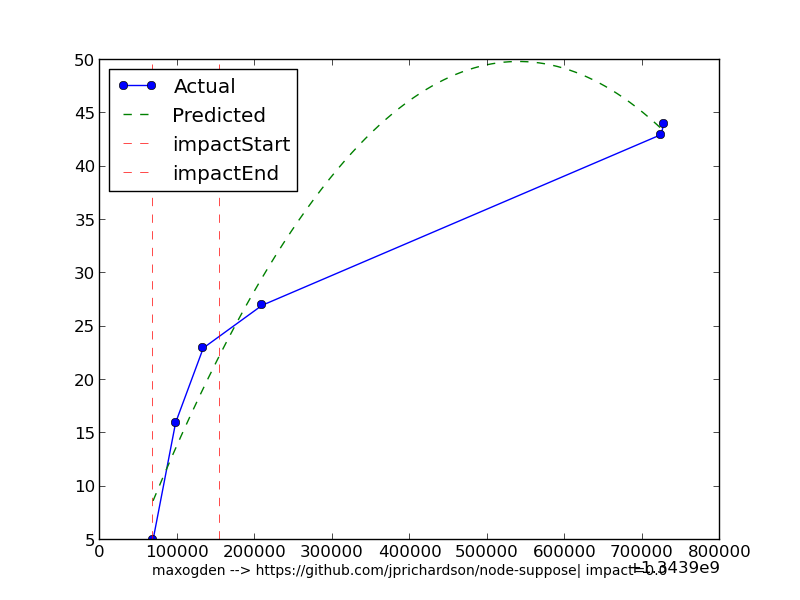 50
45
40
35
30
25
20
15
10
5
Actual
Predicted
impactStart
impactEnd
0 100000 200000 300000 400000 500000 600000 700000 800000
+1.3439e9
maxogden --> https://github.com/jprichardson/node-suppose| impact=0.0